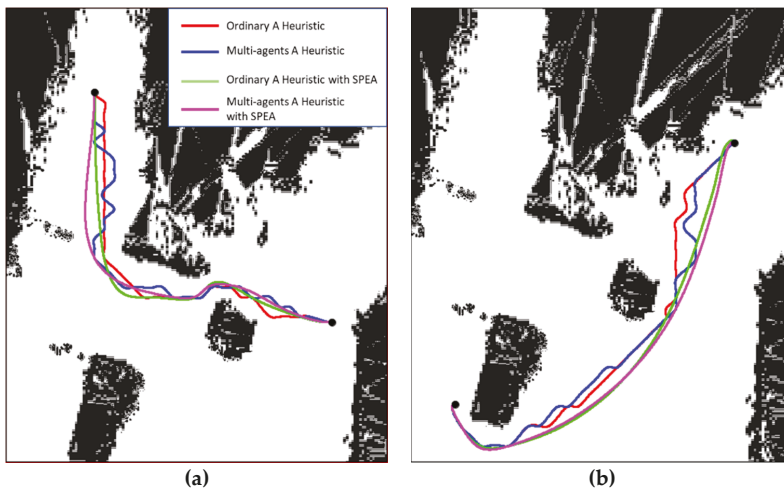 Ordinary A Heuristic
Multi-agents A Heuristic
Ordinary A Heuristic with SPEA
Multi-agents A Heuristic
with SPEA
(a)
(b)